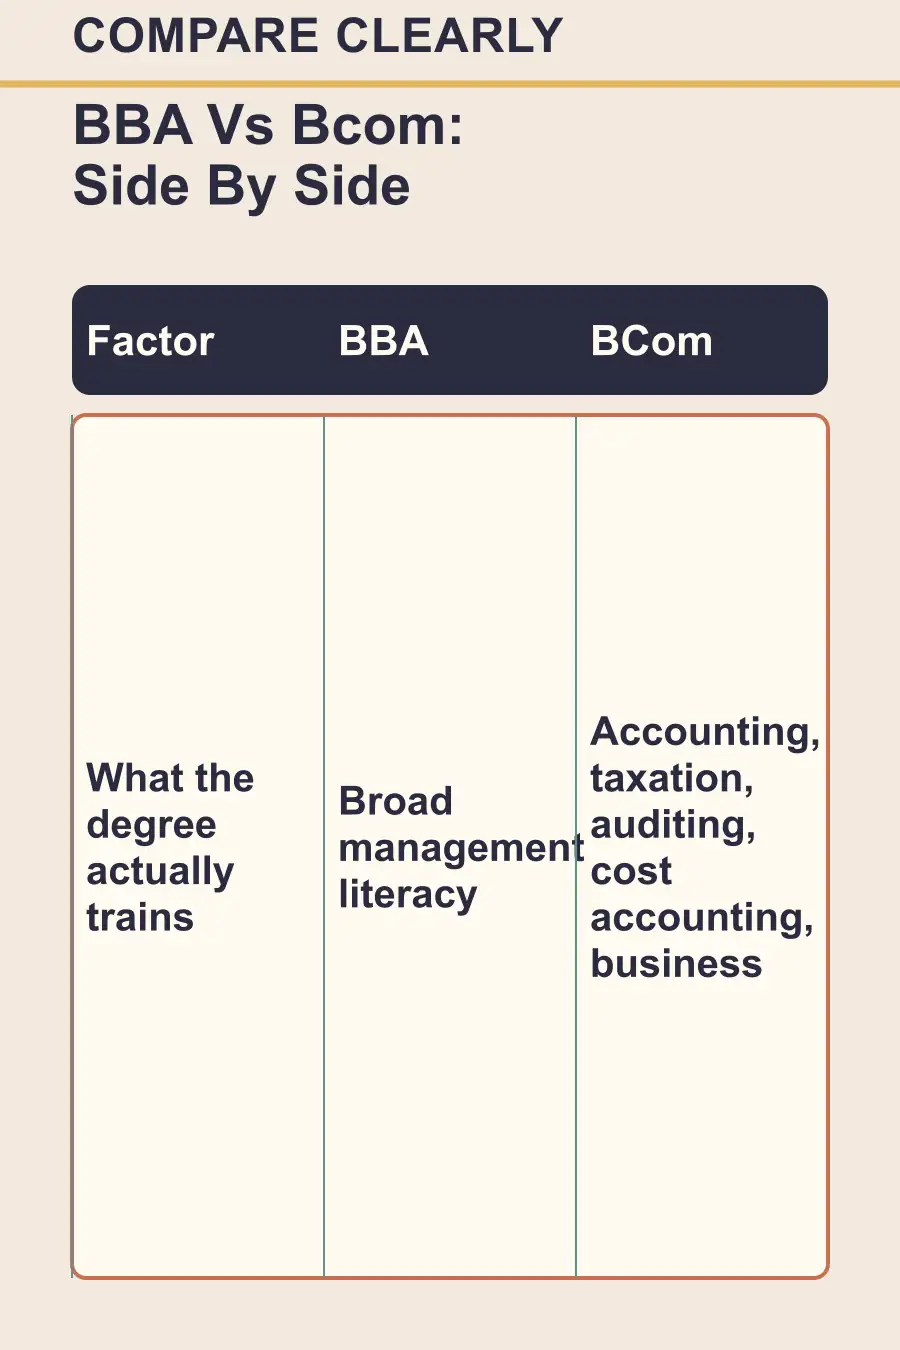 COMPARE CLEARLY
BBA Vs Bcom:
Side By Side
Factor BBA BCom
What the
degree
actually
trains
Broad
management
literacy
Accounting,
taxation,
auditing,
cost
accounting,
business